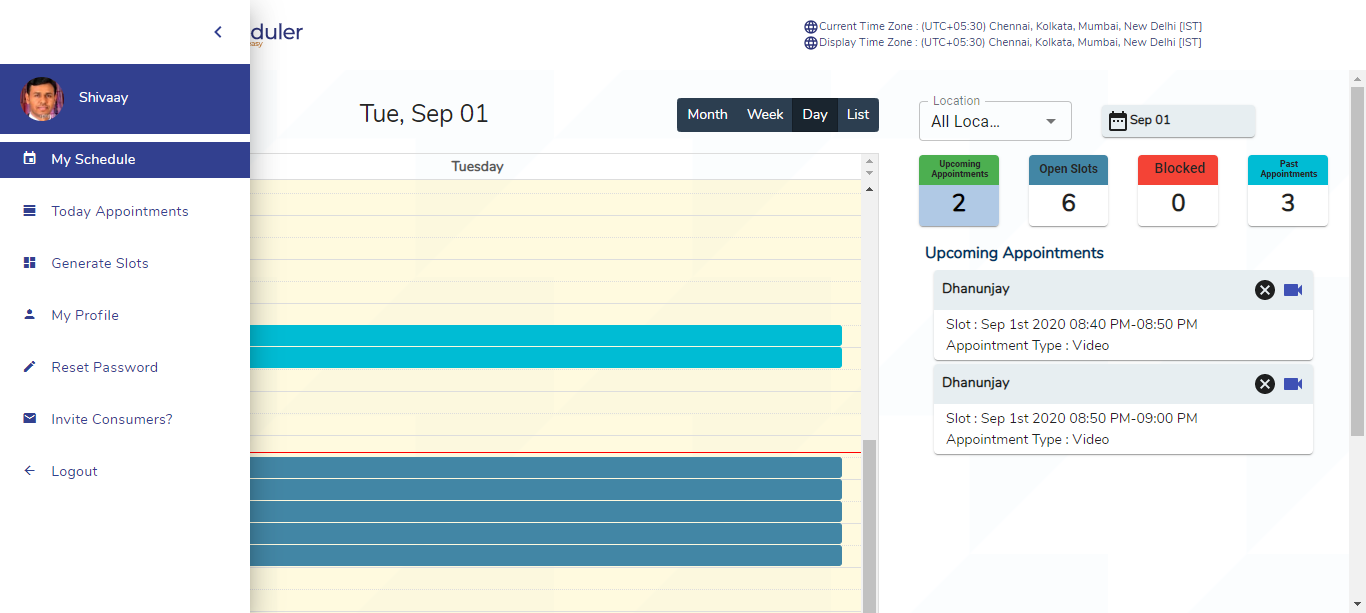 duler
easy
Current Time Zone : (UTC+05:30) Chennai, Kolkata, Mumbai, New Delhi [IST]
Display Time Zone : (UTC+05:30) Chennai, Kolkata, Mumbai, New Delhi [IST]
Shivaay
My Schedule
Today Appointments
Generate Slots
My Profile
Reset Password
Invite Consumers?
Logout
Tue, Sep 01
Month Week Day List
Tuesday
Location
All Loca...
Sep 01
Upcoming Appointments
2
Open Slots
6
Blocked
0
Past Appointments
3
Upcoming Appointments
Dhanunjay
Slot : Sep 1st 2020 08:40 PM-08:50 PM
Appointment Type : Video
Dhanunjay
Slot : Sep 1st 2020 08:50 PM-09:00 PM
Appointment Type : Video